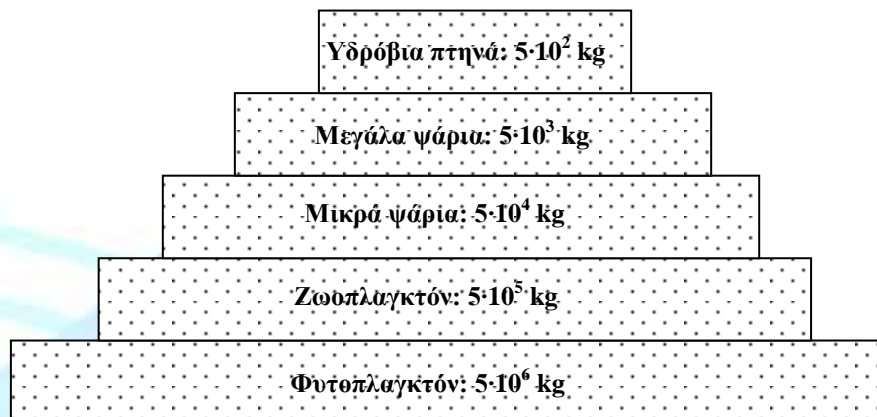 Υδρόβια πτηνά: 5·10² kg
Μεγάλα ψάρια: 5·10³ kg
Μικρά ψάρια: 5·10⁴ kg
Ζωοπλαγκτόν: 5·10⁵ kg
Φυτοπλαγκτόν: 5·10⁶ kg